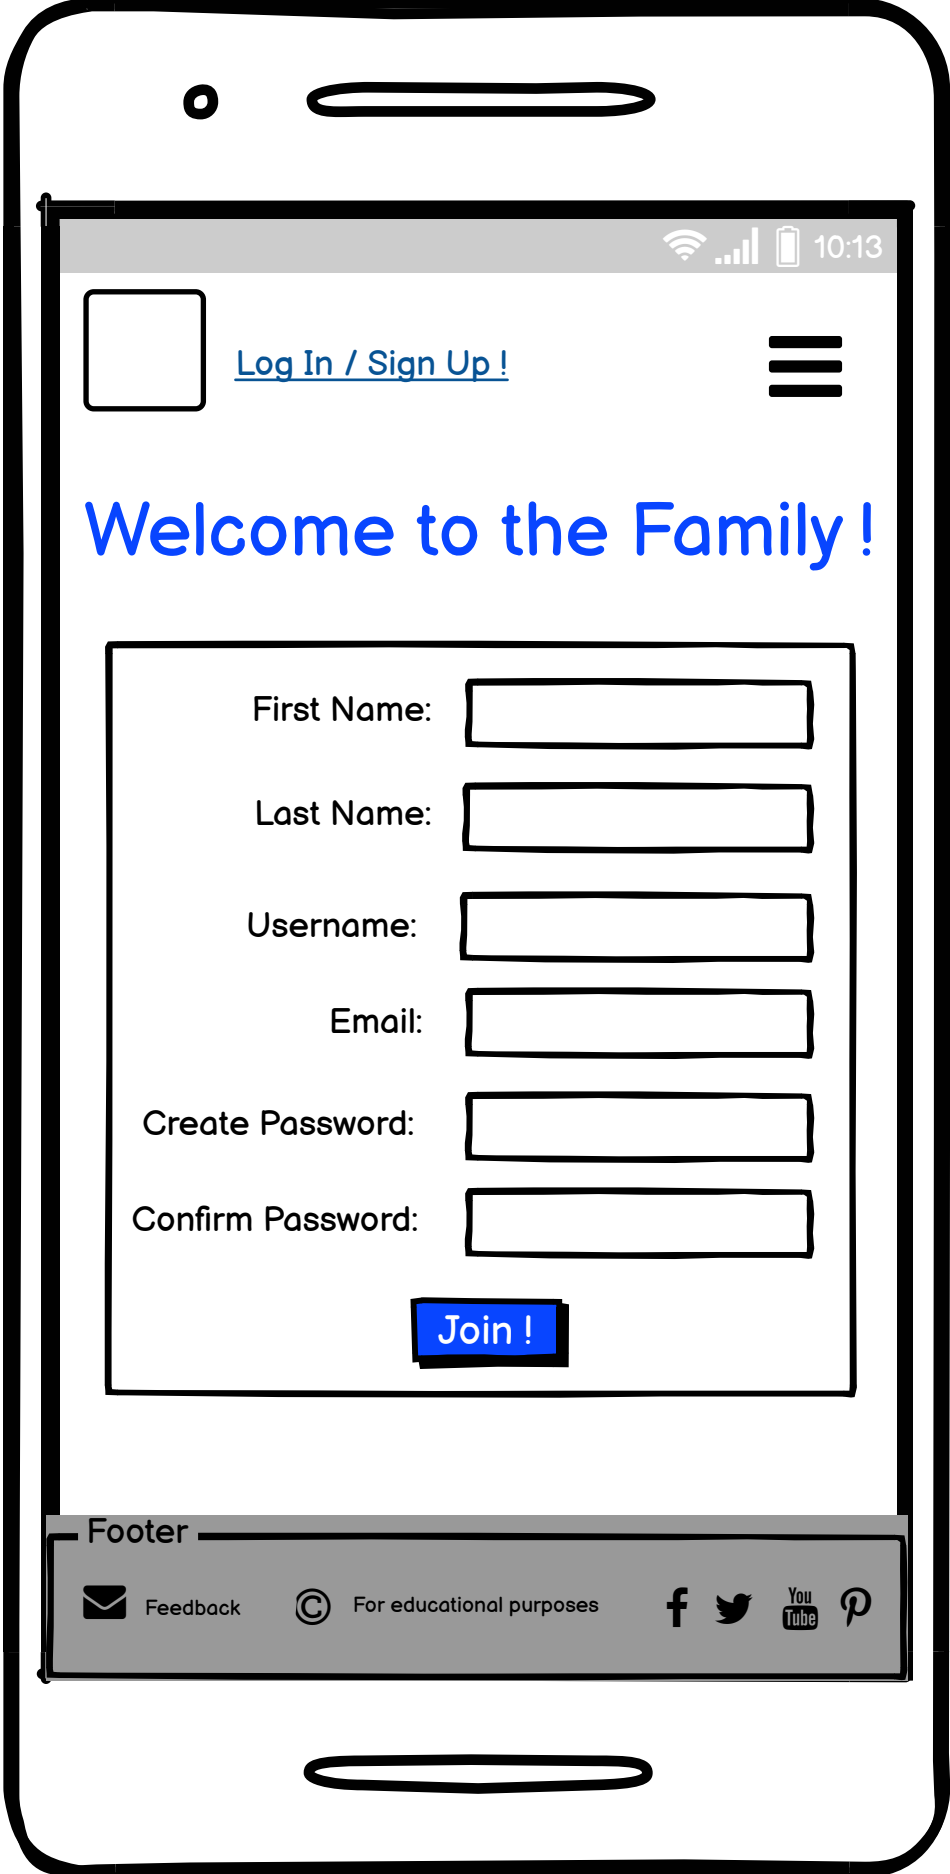 10:13
Log In / Sign Up !
Welcome to the Family !
First Name:
Last Name:
Username:
Email:
Create Password:
Confirm Password:
Join !
Footer
Feedback
© For educational purposes
You
Tube